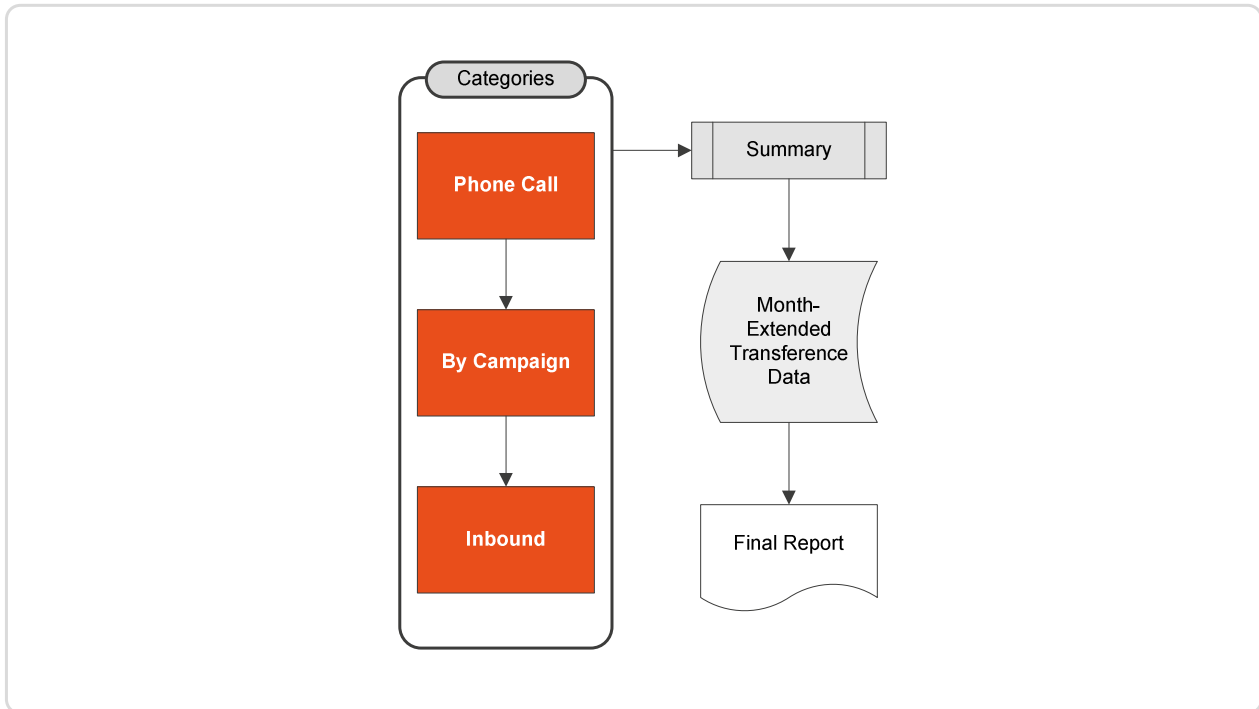 Categories
Phone Call
By Campaign
Inbound
Summary
Month-
Extended
Transference
Data
Final Report